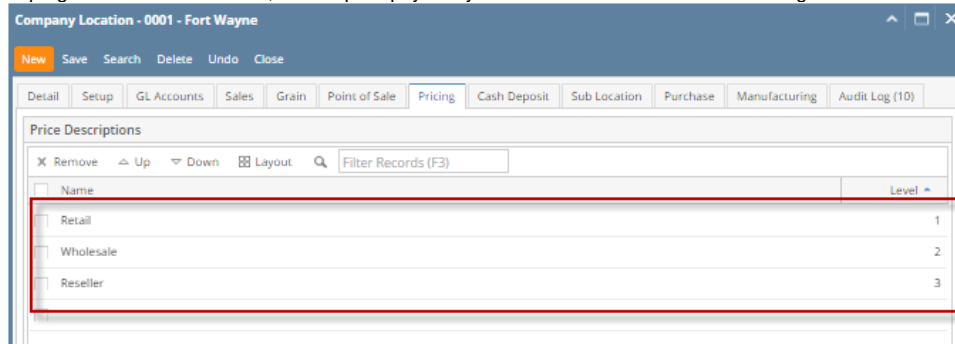 Company Location - 0001 - Fort Wayne
New Save Search Delete Undo Close
Detail Setup GL Accounts Sales Grain Point of Sale Pricing Cash Deposit Sub Location Purchase Manufacturing Audit Log (10)
Price Descriptions
Remove Up Down Layout Filter Records (F3)
Name Level
Retail 1
Wholesale 2
Reseller 3